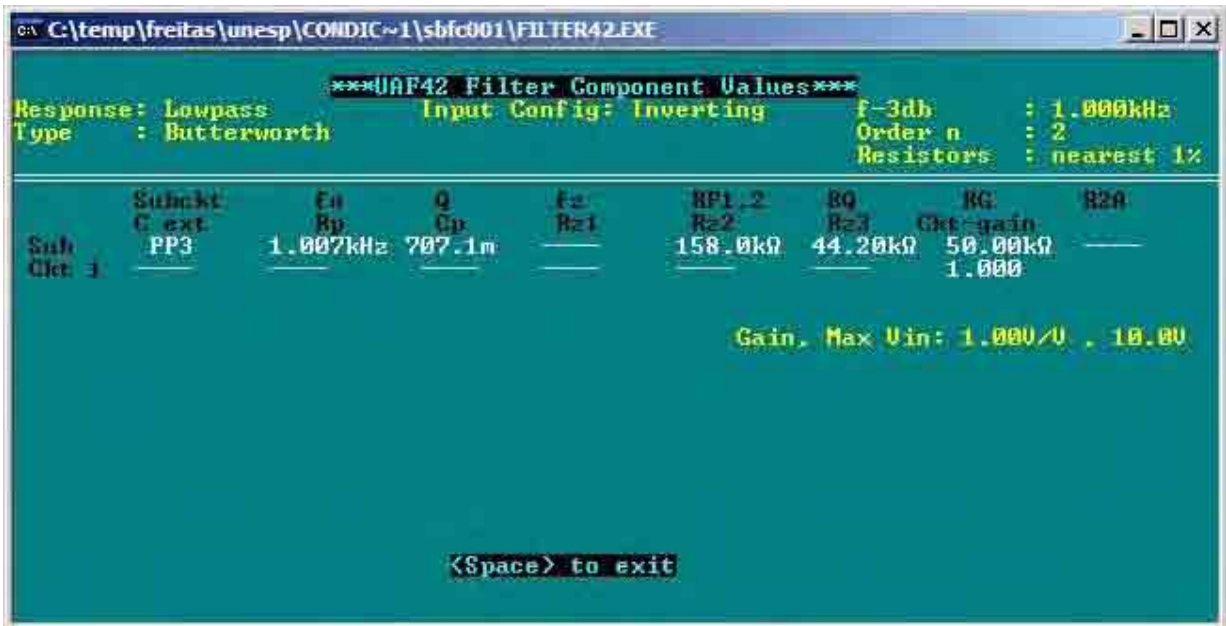 C:\temp\freitas\unesp\CONDIC~1\sbfc001\FILTER42.EXE
***UAF42 Filter Component Values***
Response: Lowpass Input Config: Inverting f-3db : 1.000kHz
Type : Butterworth Order n : 2
Resistors : nearest 1%
Subckt fn Q fz RF1,2 RQ RG R2A
C ext Rp Cp Rz1 Rz2 Rz3 Ckt-gain
Sub PP3 1.007kHz 707.1m ——— 158.0kΩ 44.20kΩ 50.00kΩ ———
Ckt 1 ——— ——— ——— ——— ——— ——— 1.000
Gain, Max Vin: 1.00V/V , 10.0V
<Space> to exit